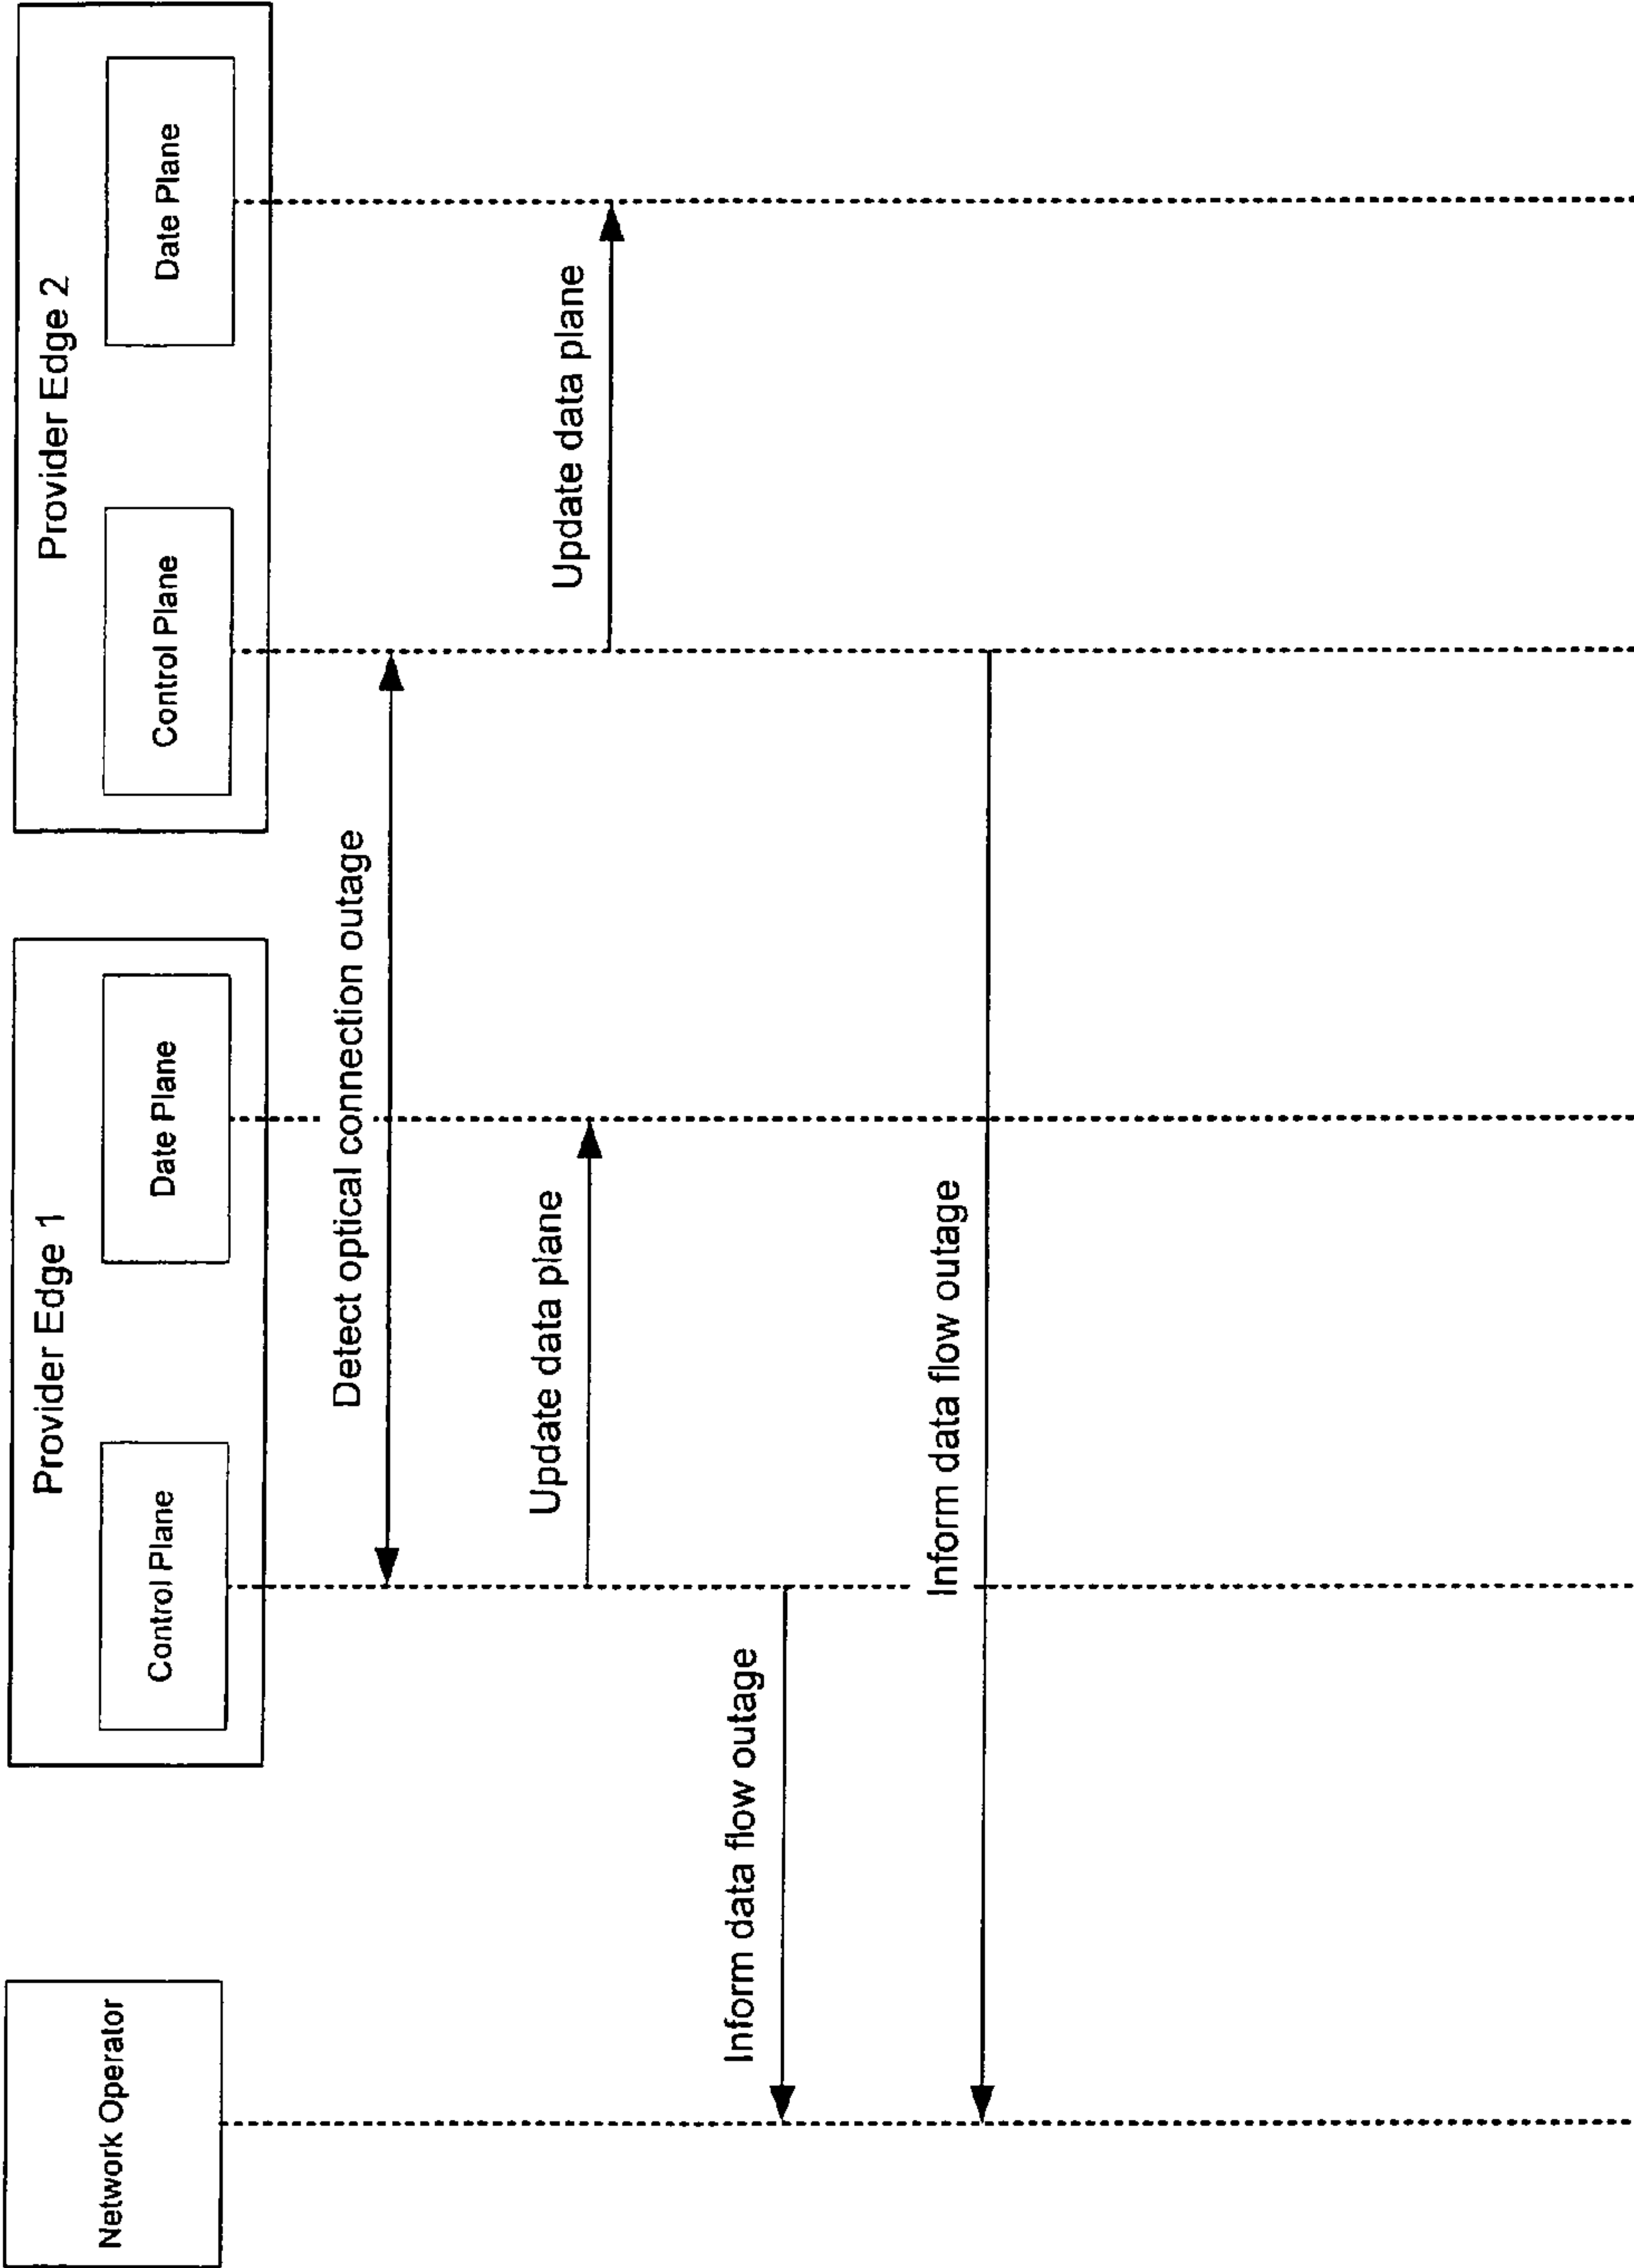 Network Operator
Provider Edge 1
Control Plane
Date Plane
Provider Edge 2
Control Plane
Date Plane
Detect optical connection outage
Update data plane
Update data plane
Inform data flow outage
Inform data flow outage